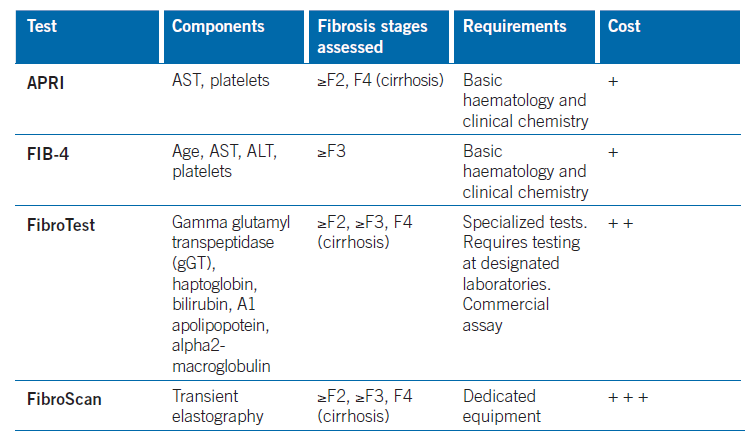 Test Components Fibrosis stages assessed Requirements Cost
APRI AST, platelets ≥F2, F4 (cirrhosis) Basic haematology and clinical chemistry +
FIB-4 Age, AST, ALT, platelets ≥F3 Basic haematology and clinical chemistry +
FibroTest Gamma glutamyl transpeptidase (gGT), haptoglobin, bilirubin, A1 apolipopotein, alpha2-macroglobulin ≥F2, ≥F3, F4 (cirrhosis) Specialized tests. Requires testing at designated laboratories. Commercial assay ++
FibroScan Transient elastography ≥F2, ≥F3, F4 (cirrhosis) Dedicated equipment +++